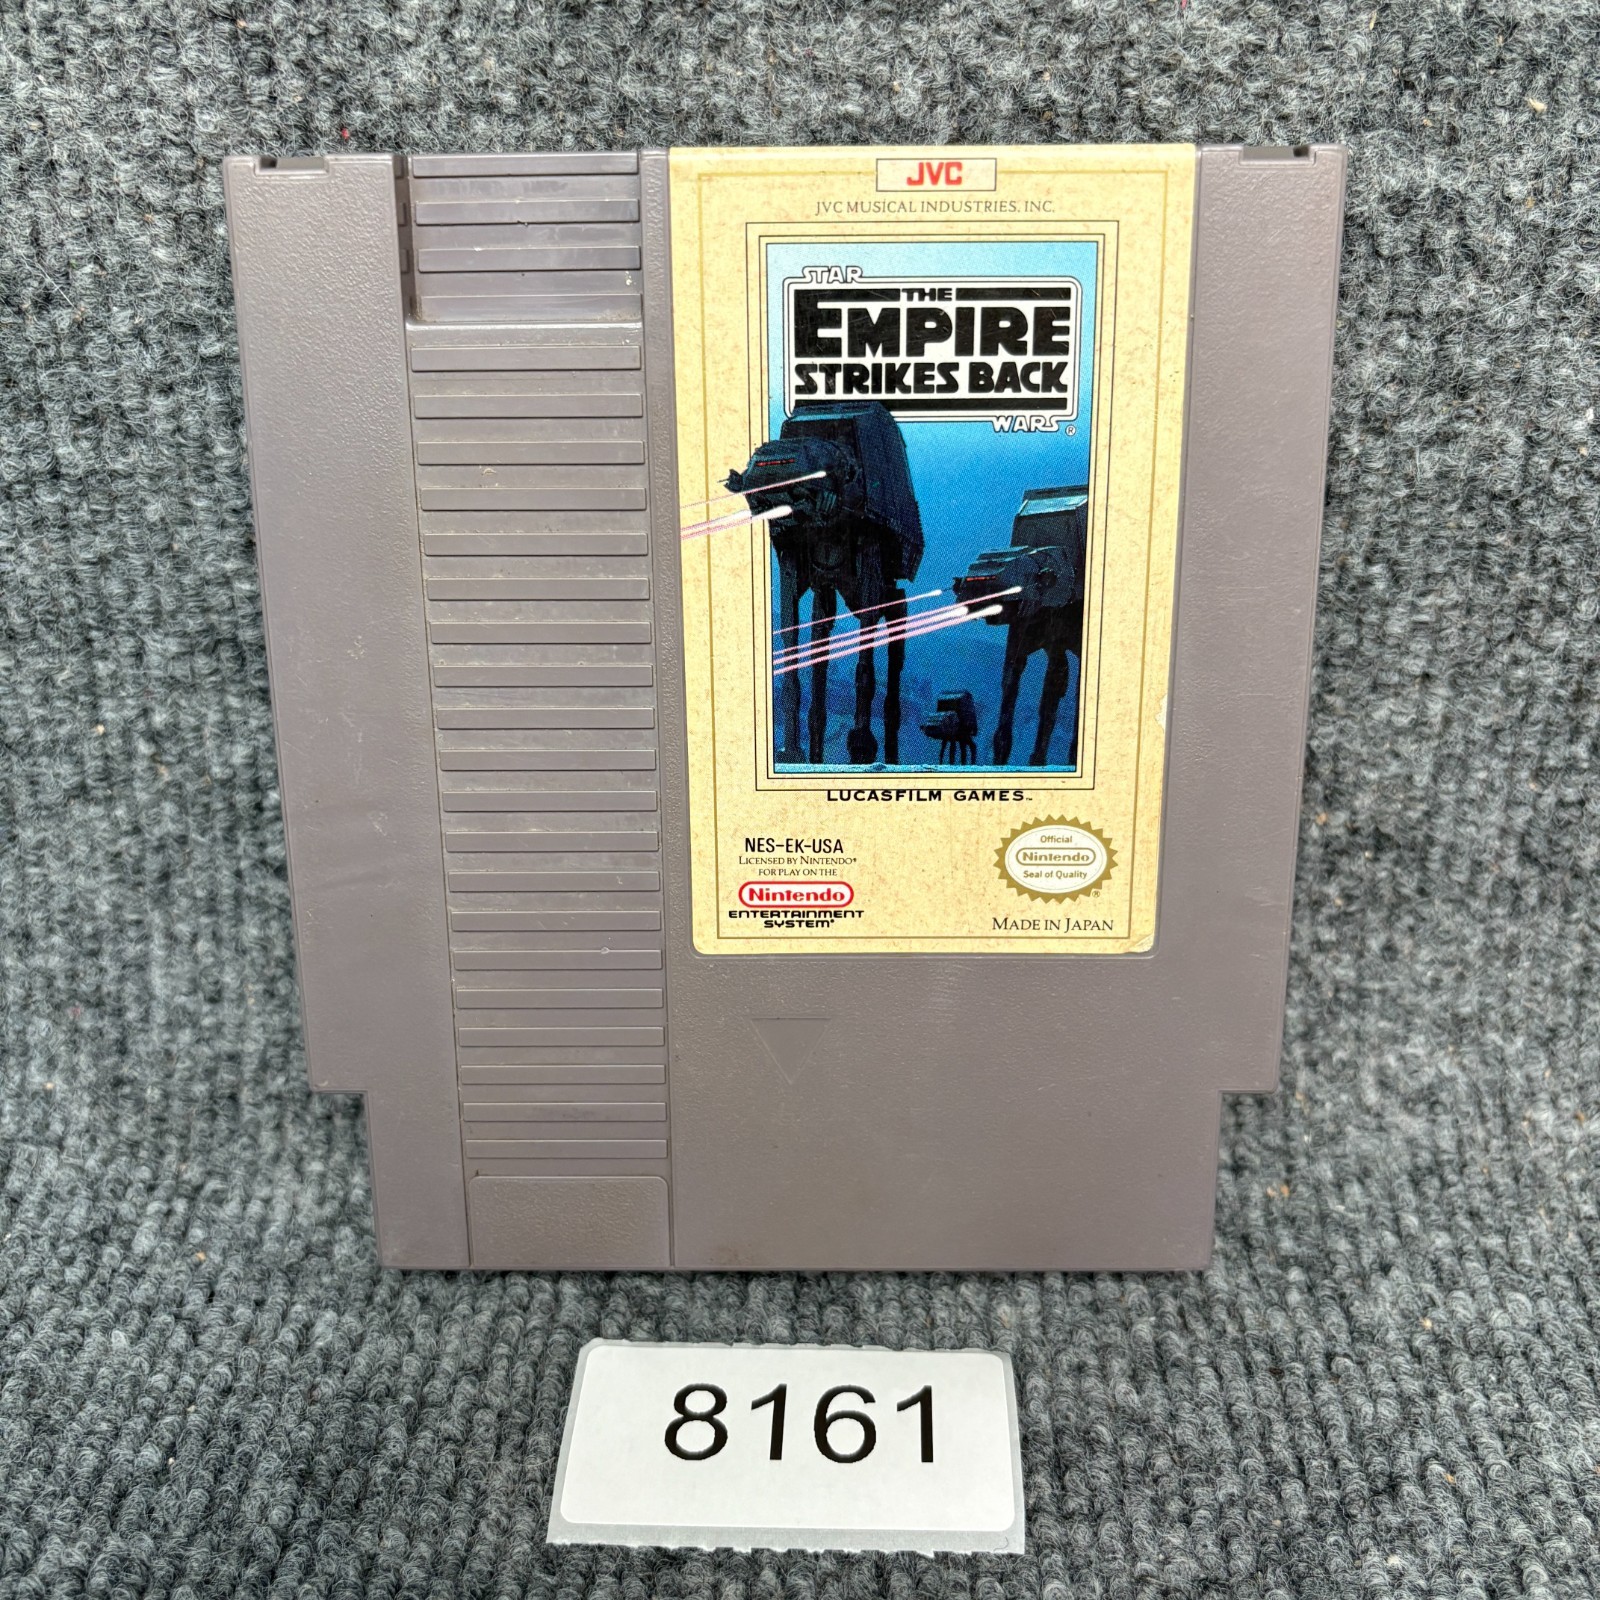 JVC
JVC MUSICAL INDUSTRIES, INC.
STAR
THE
EMPIRE
STRIKES BACK
WARS®
LUCASFILM GAMES™
NES-EK-USA
LICENSED BY NINTENDO®
FOR PLAY ON THE
Nintendo
ENTERTAINMENT
SYSTEM®
Official
Nintendo
Seal of Quality
®
MADE IN JAPAN
8161